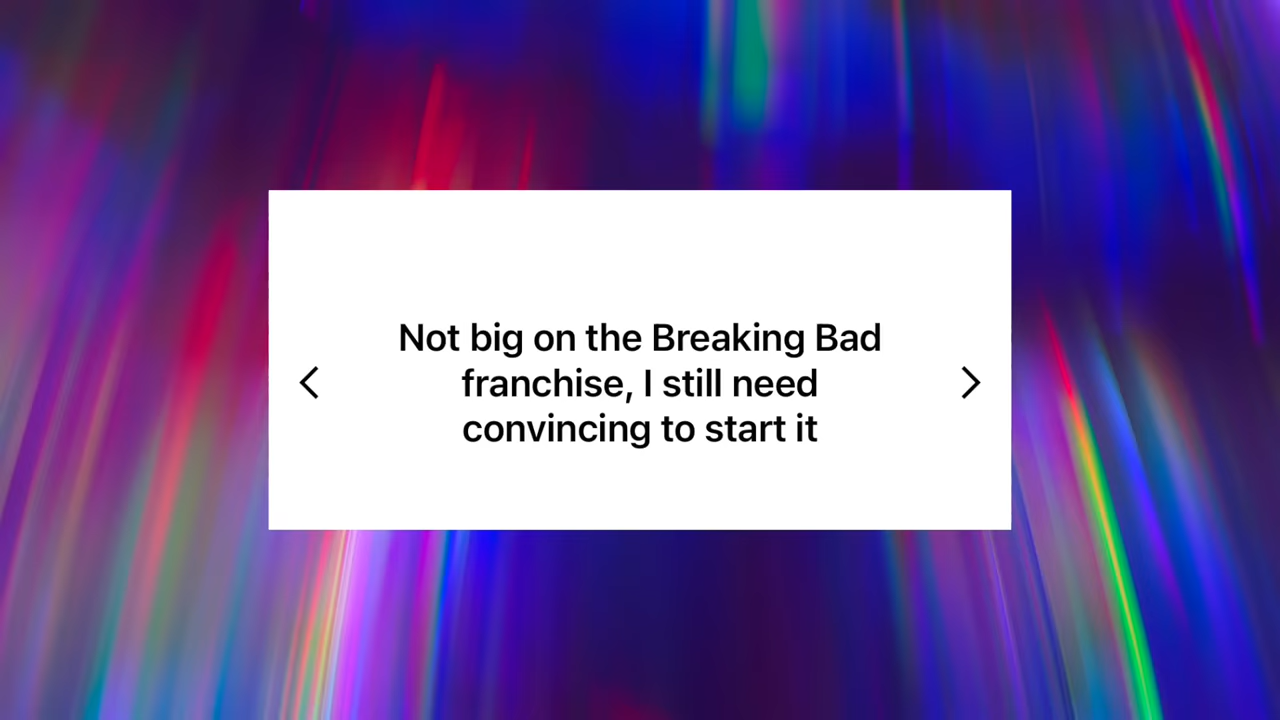 Not big on the Breaking Bad
franchise, I still need
convincing to start it